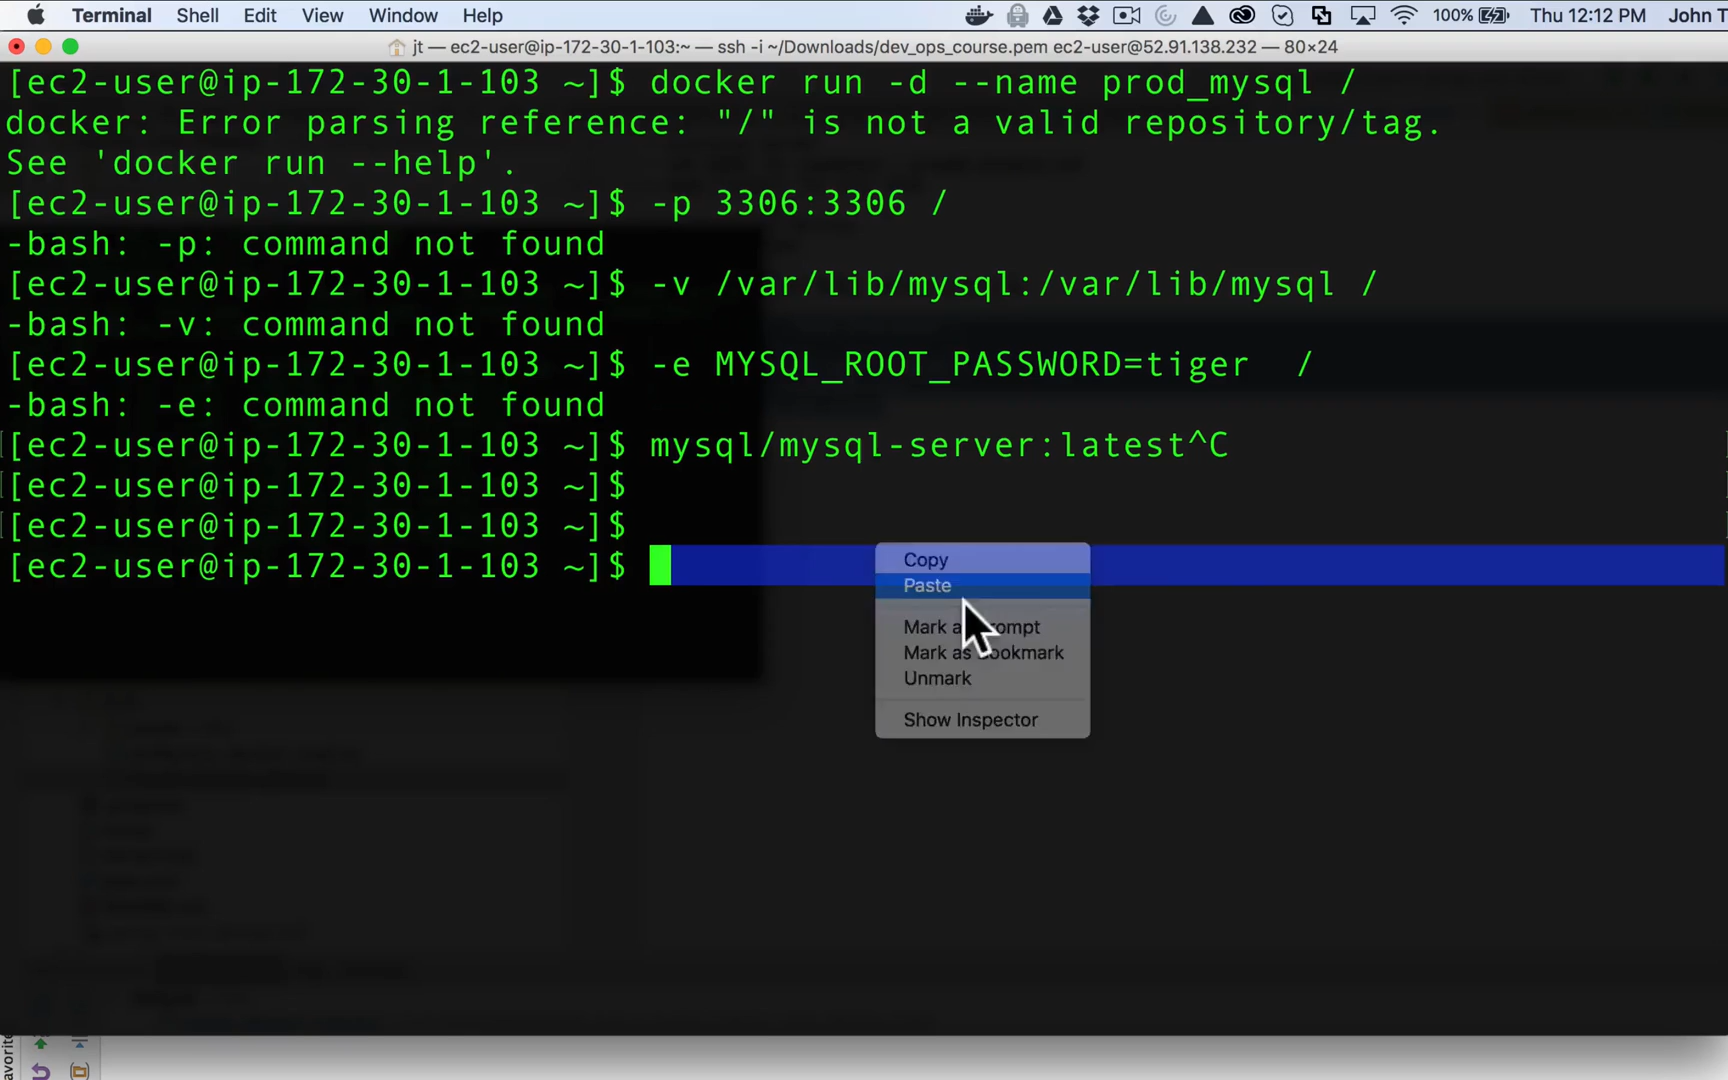 Terminal Shell Edit View Window Help 100% Thu 12:12 PM John T
jt — ec2-user@ip-172-30-1-103:~ — ssh -i ~/Downloads/dev_ops_course.pem ec2-user@52.91.138.232 — 80×24
[ec2-user@ip-172-30-1-103 ~]$ docker run -d --name prod_mysql /
docker: Error parsing reference: "/" is not a valid repository/tag.
See 'docker run --help'.
[ec2-user@ip-172-30-1-103 ~]$ -p 3306:3306 /
-bash: -p: command not found
[ec2-user@ip-172-30-1-103 ~]$ -v /var/lib/mysql:/var/lib/mysql /
-bash: -v: command not found
[ec2-user@ip-172-30-1-103 ~]$ -e MYSQL_ROOT_PASSWORD=tiger  /
-bash: -e: command not found
[ec2-user@ip-172-30-1-103 ~]$ mysql/mysql-server:latest^C
[ec2-user@ip-172-30-1-103 ~]$
[ec2-user@ip-172-30-1-103 ~]$
[ec2-user@ip-172-30-1-103 ~]$
Copy
Paste
Mark as Prompt
Mark as Bookmark
Unmark
Show Inspector